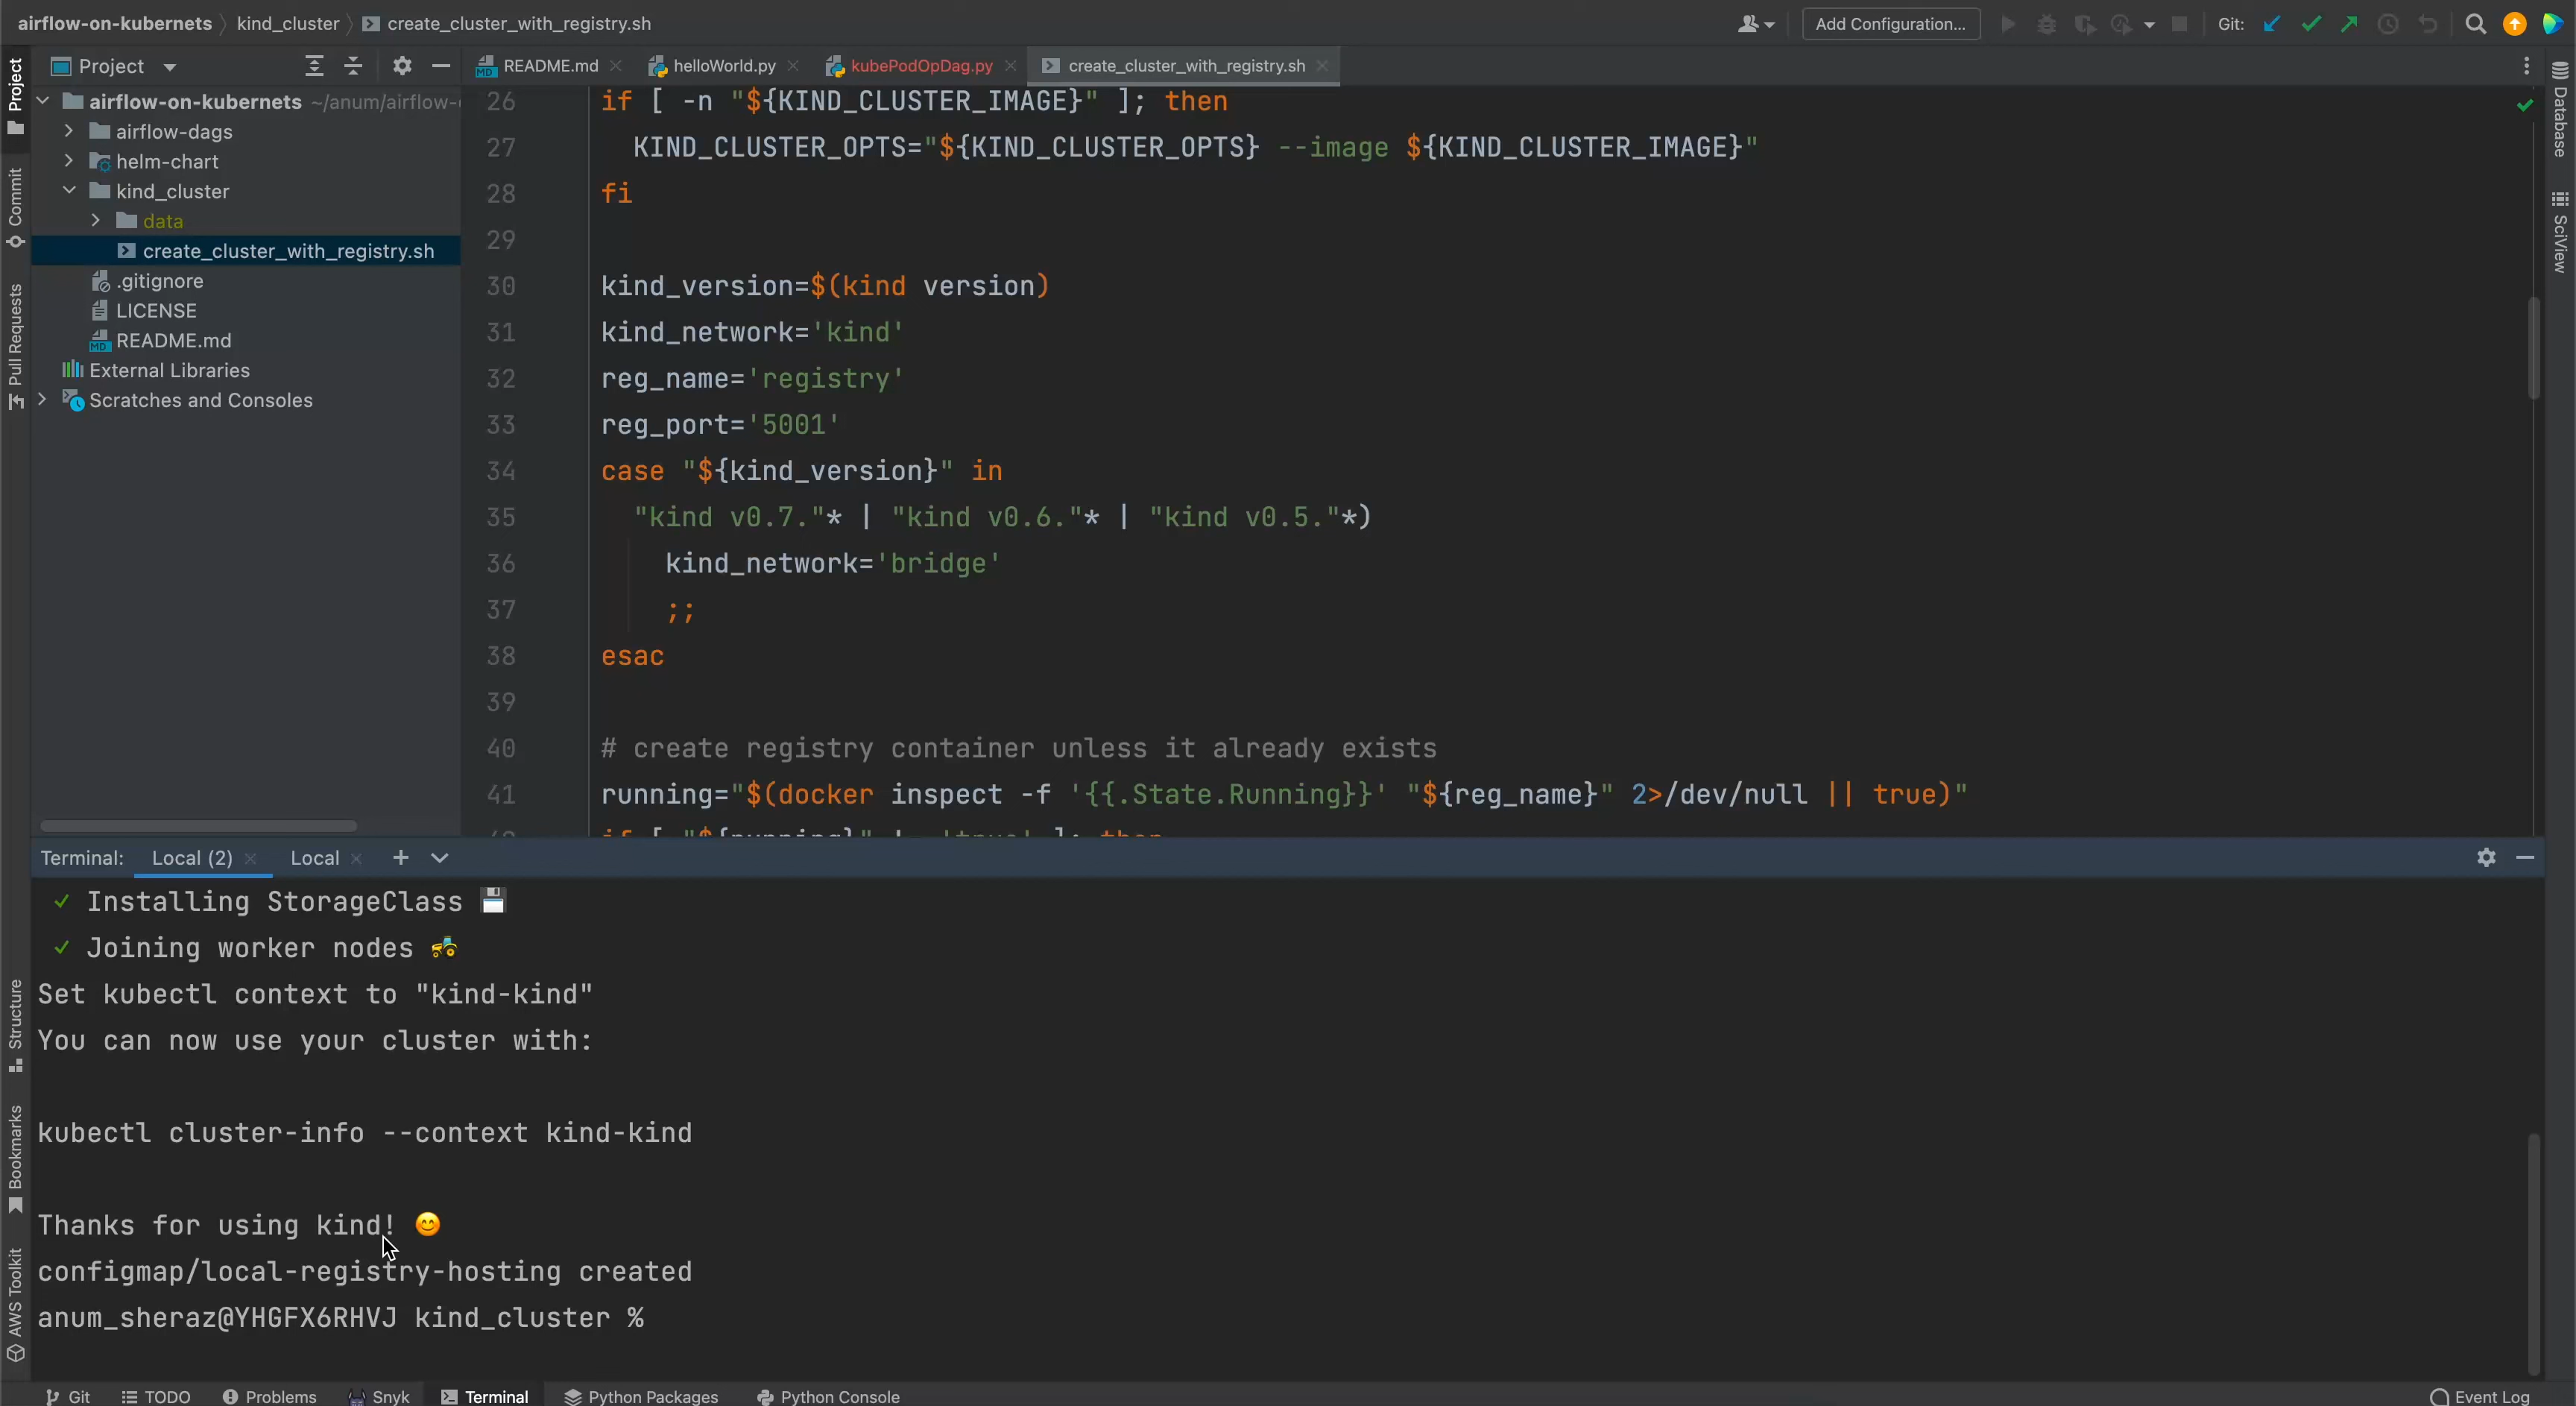 airflow-on-kubernets
kind_cluster
create_cluster_with_registry.sh
Add Configuration...
Git:
Project
Project
Commit
Pull Requests
Structure
Bookmarks
AWS Toolkit
airflow-on-kubernets ~/anum/airflow-
airflow-dags
helm-chart
kind_cluster
data
create_cluster_with_registry.sh
.gitignore
LICENSE
README.md
External Libraries
Scratches and Consoles
README.md
helloWorld.py
kubePodOpDag.py
create_cluster_with_registry.sh
26 if [ -n "${KIND_CLUSTER_IMAGE}" ]; then
27 KIND_CLUSTER_OPTS="${KIND_CLUSTER_OPTS} --image ${KIND_CLUSTER_IMAGE}"
28 fi
29
30 kind_version=$(kind version)
31 kind_network='kind'
32 reg_name='registry'
33 reg_port='5001'
34 case "${kind_version}" in
35 "kind v0.7."* | "kind v0.6."* | "kind v0.5."*)
36 kind_network='bridge'
37 ;;
38 esac
39
40 # create registry container unless it already exists
41 running="$(docker inspect -f '{{.State.Running}}' "${reg_name}" 2>/dev/null || true)"
Database
SciView
Terminal:
Local (2)
Local
✓ Installing StorageClass 💾
✓ Joining worker nodes 🚜
Set kubectl context to "kind-kind"
You can now use your cluster with:
kubectl cluster-info --context kind-kind
Thanks for using kind! 😊
configmap/local-registry-hosting created
anum_sheraz@YHGFX6RHVJ kind_cluster %
Git
TODO
Problems
Snyk
Terminal
Python Packages
Python Console
Event Log